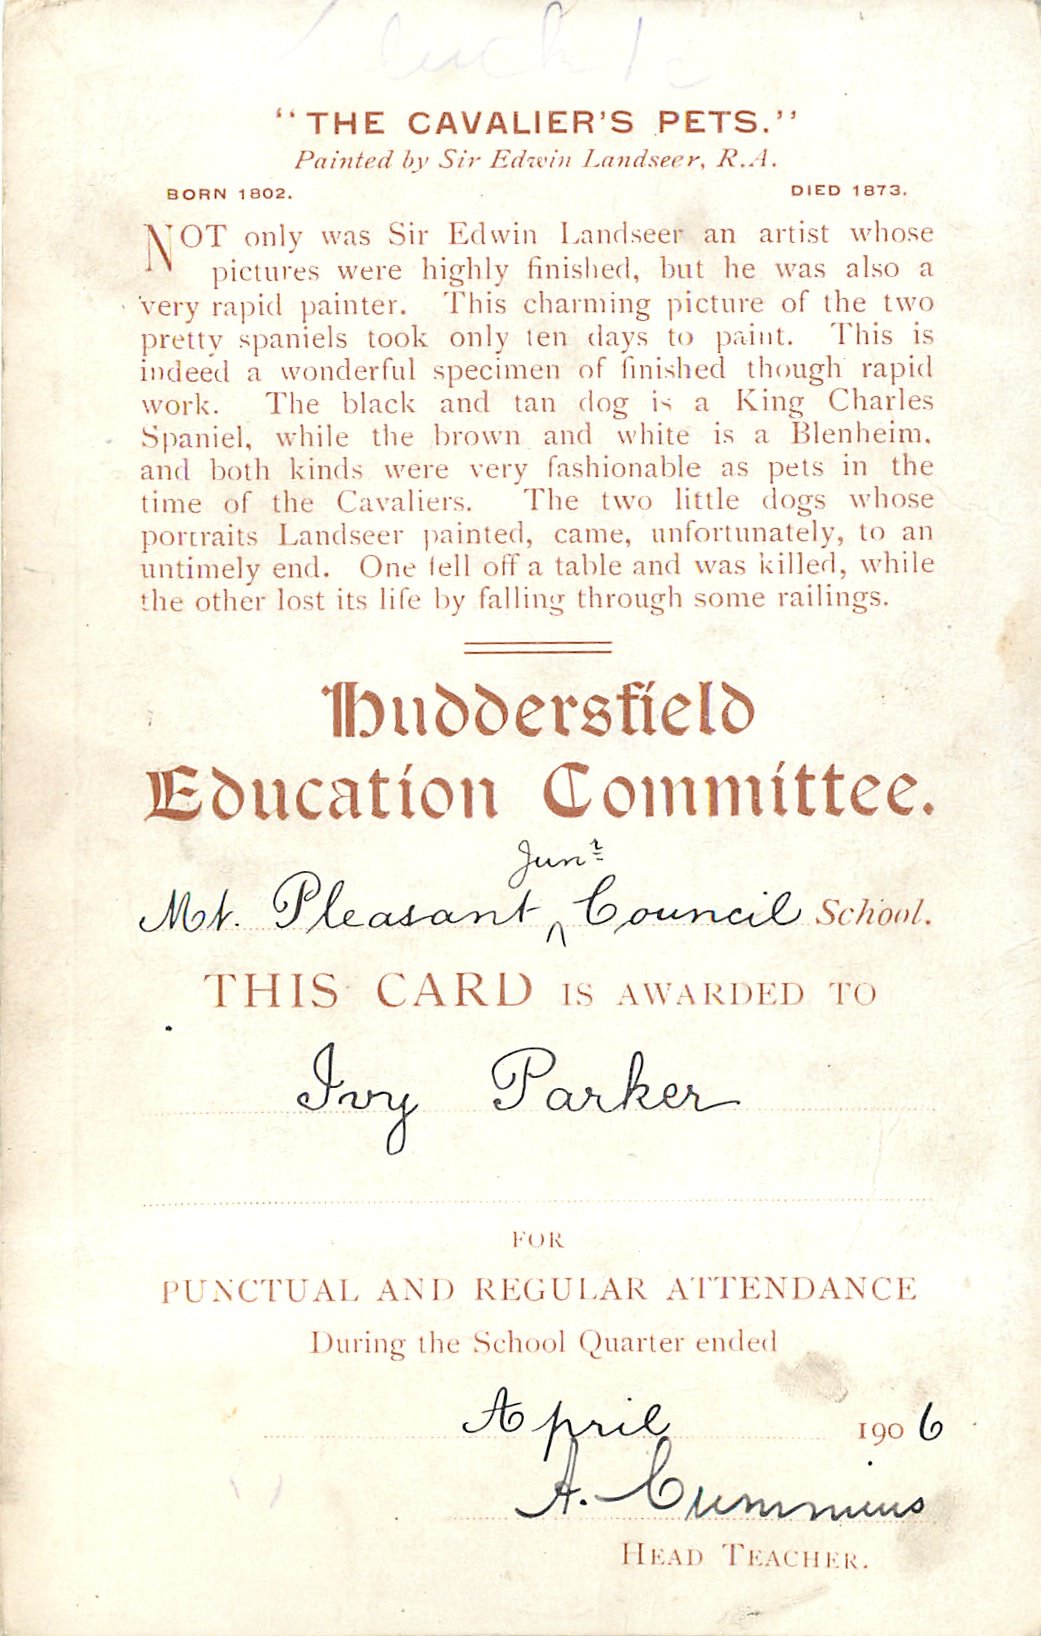 "THE CAVALIER'S PETS."
Painted by Sir Edwin Landseer, R.A.
BORN 1802. DIED 1873.
NOT only was Sir Edwin Landseer an artist whose
pictures were highly finished, but he was also a
very rapid painter. This charming picture of the two
pretty spaniels took only ten days to paint. This is
indeed a wonderful specimen of finished though rapid
work. The black and tan dog is a King Charles
Spaniel, while the brown and white is a Blenheim,
and both kinds were very fashionable as pets in the
time of the Cavaliers. The two little dogs whose
portraits Landseer painted, came, unfortunately, to an
untimely end. One fell off a table and was killed, while
the other lost its life by falling through some railings.
Huddersfield
Education Committee.
Junr
Mt. Pleasant ^ Council School.
THIS CARD IS AWARDED TO
Ivy Parker
FOR
PUNCTUAL AND REGULAR ATTENDANCE
During the School Quarter ended
April 1906
A. Cummins
HEAD TEACHER.